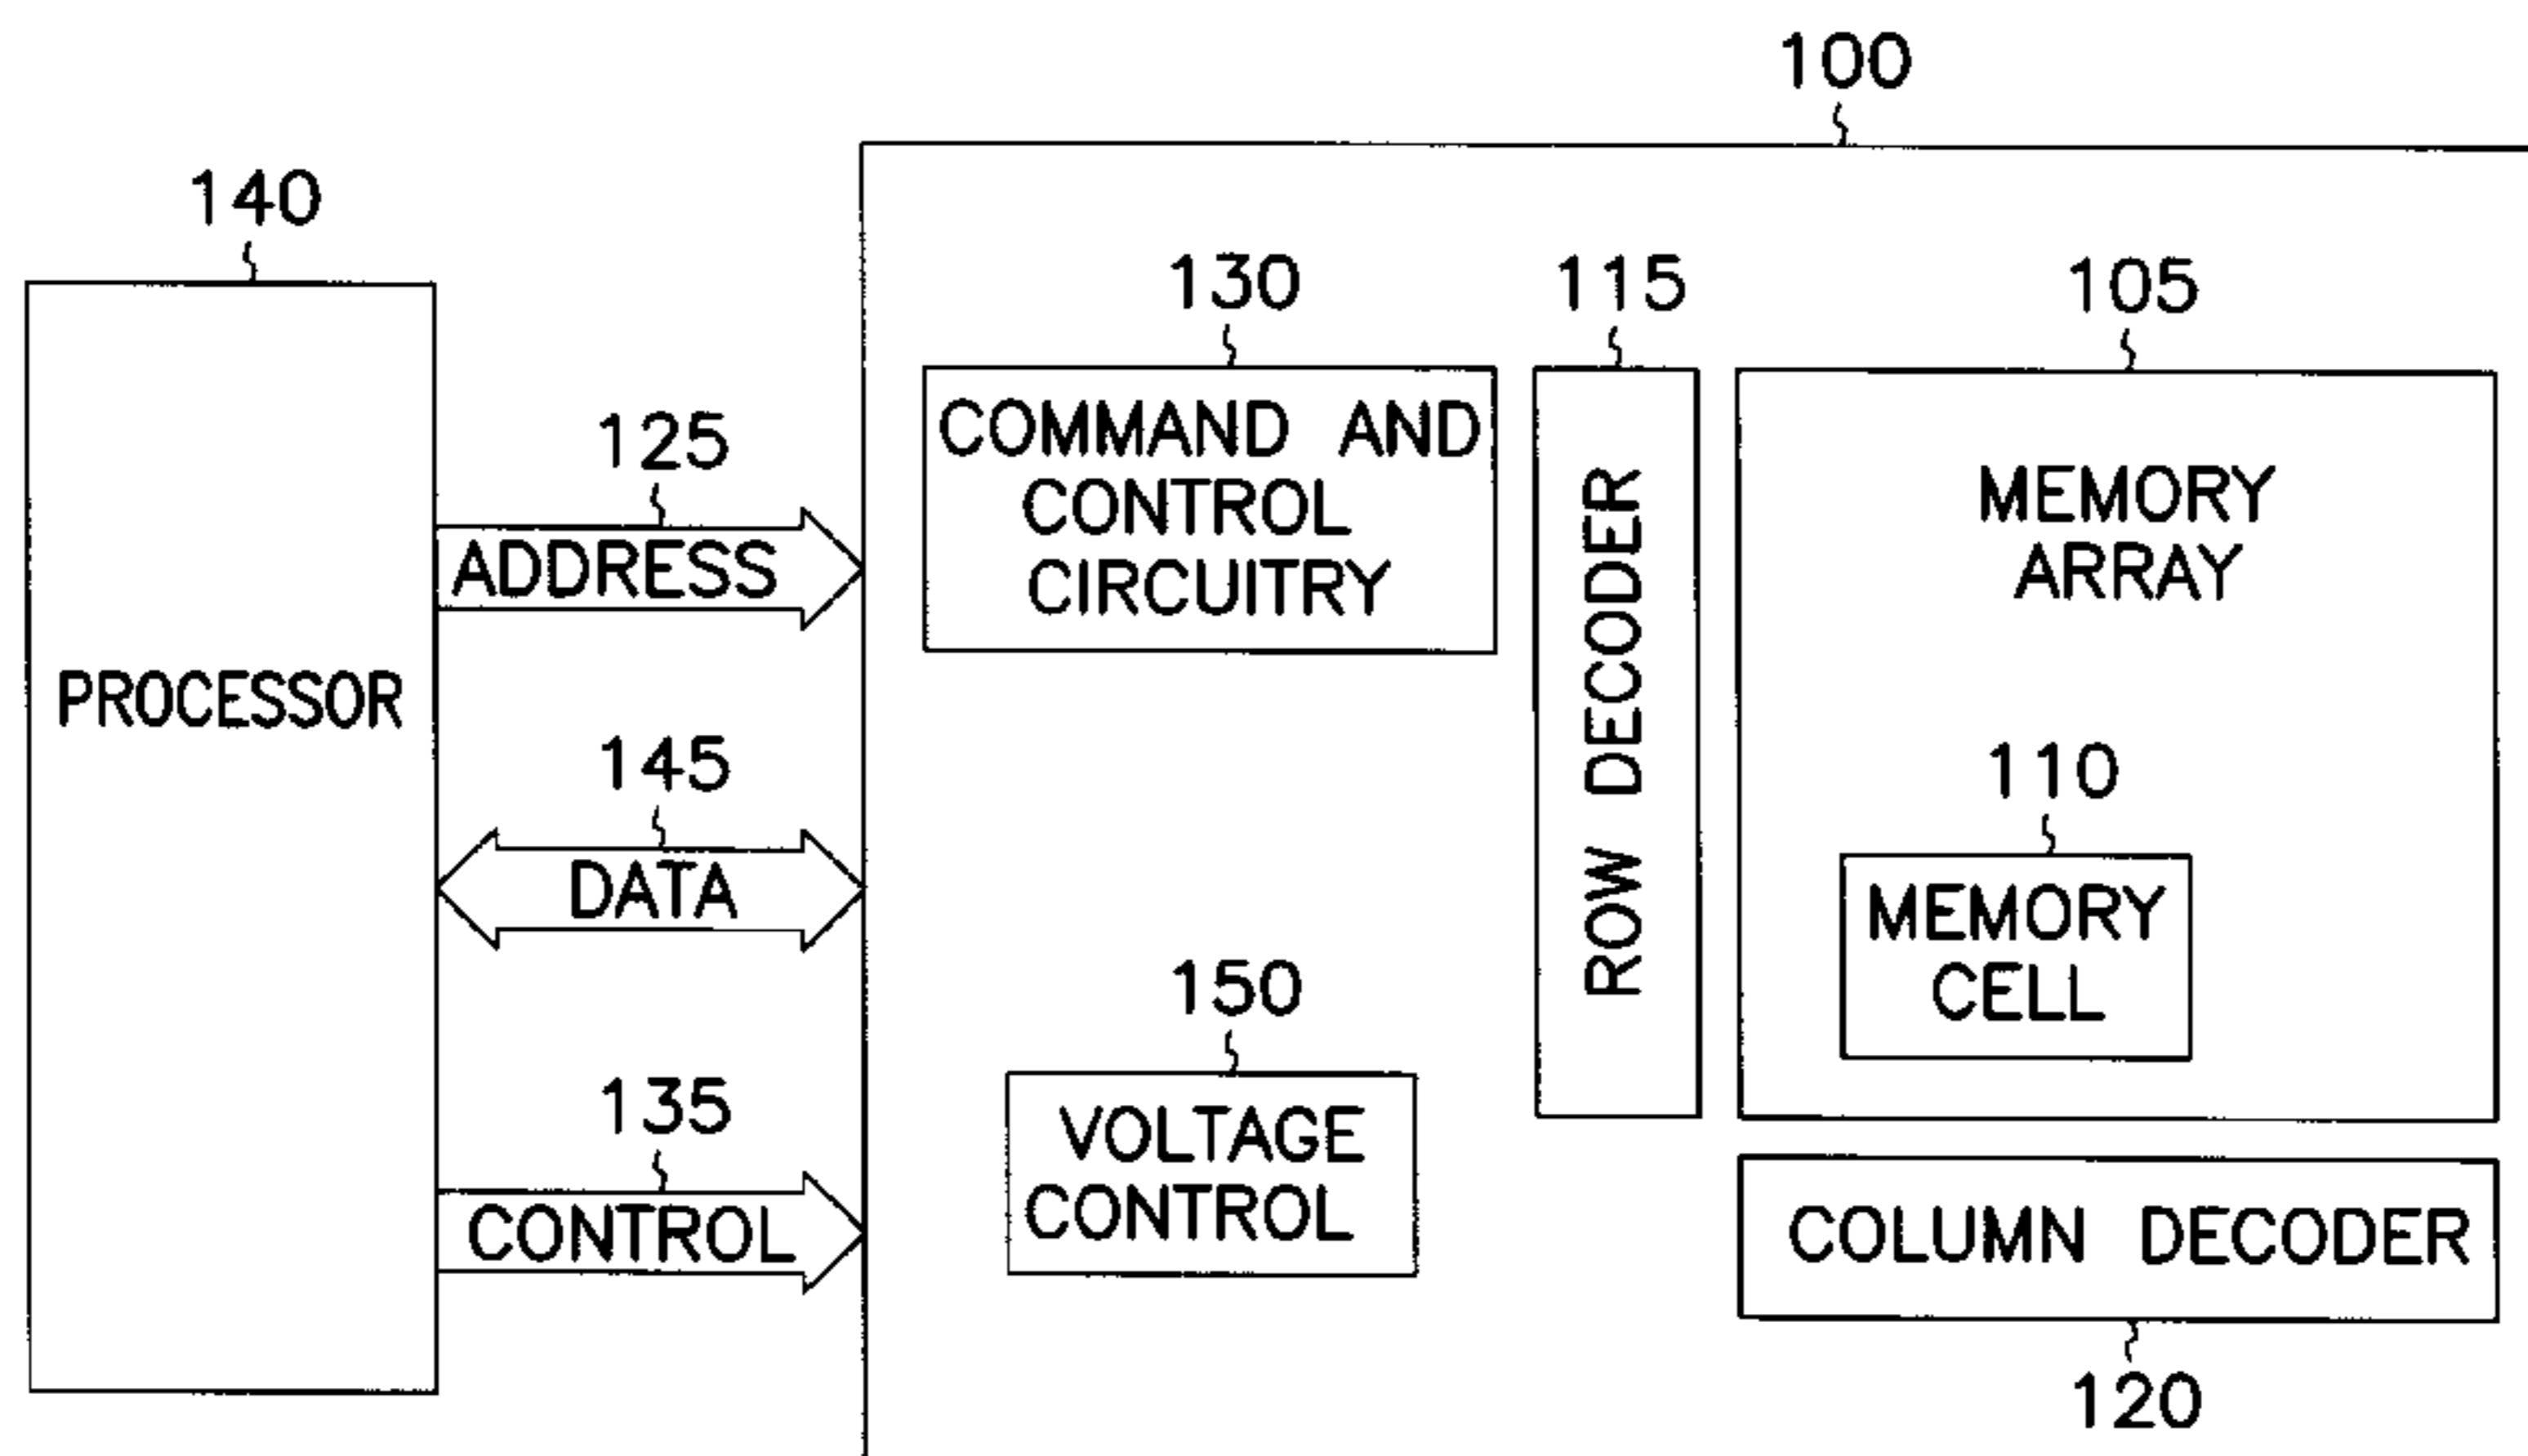 100
140
130
115
105
COMMAND AND
CONTROL
CIRCUITRY
125
ADDRESS
ROW DECODER
MEMORY
ARRAY
PROCESSOR
145
DATA
110
MEMORY
CELL
150
VOLTAGE
CONTROL
135
CONTROL
COLUMN DECODER
120